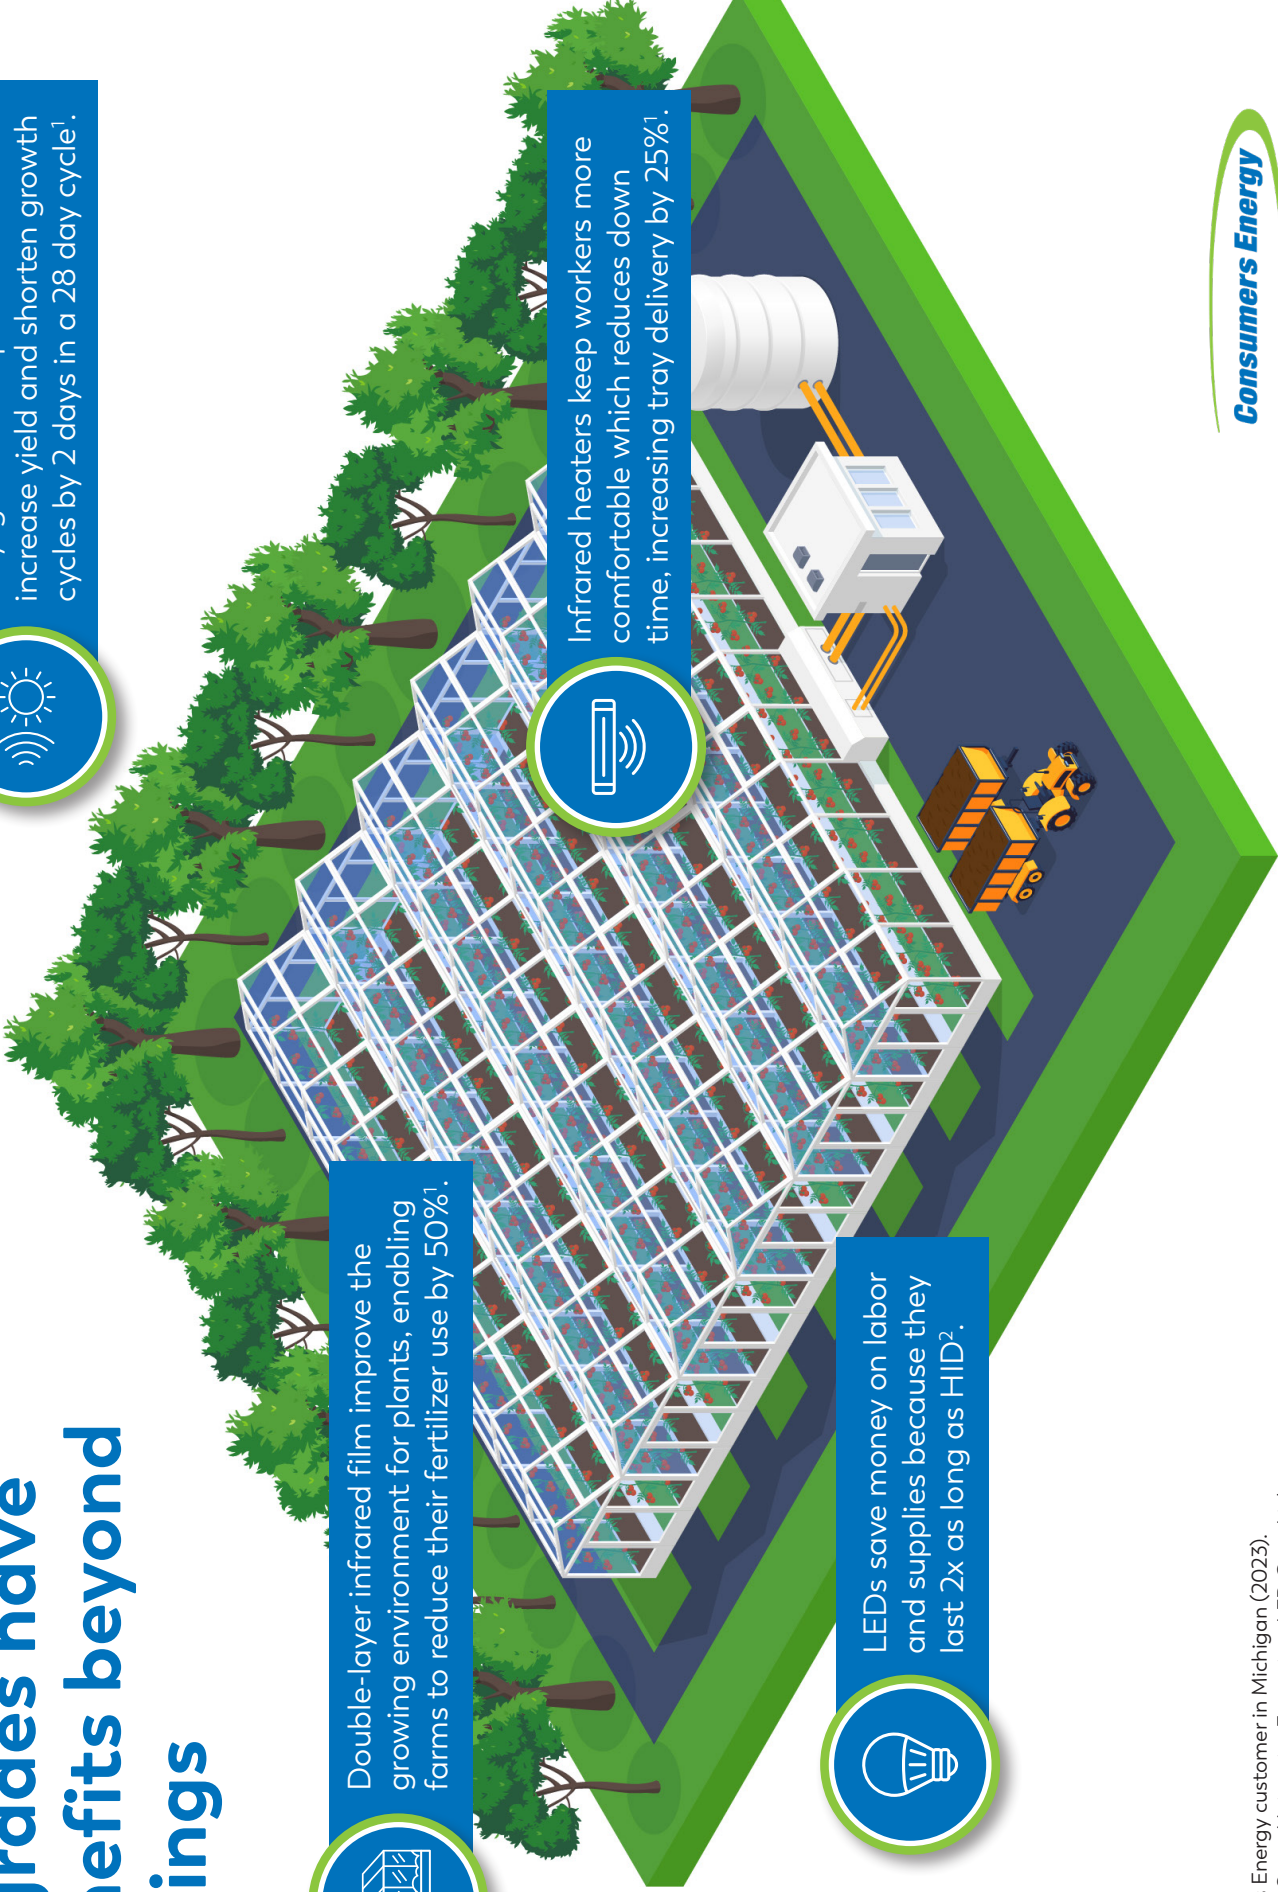 beyond
increase yield and shorten growth
cycles by 2 days in a 28 day cycle¹.
Double-layer infrared film improve the
growing environment for plants, enabling
farms to reduce their fertilizer use by 50%¹.
Infrared heaters keep workers more
comfortable which reduces down
time, increasing tray delivery by 25%¹.
LEDs save money on labor
and supplies because they
last 2x as long as HID².
Energy customer in Michigan (2023).
Consumers Energy